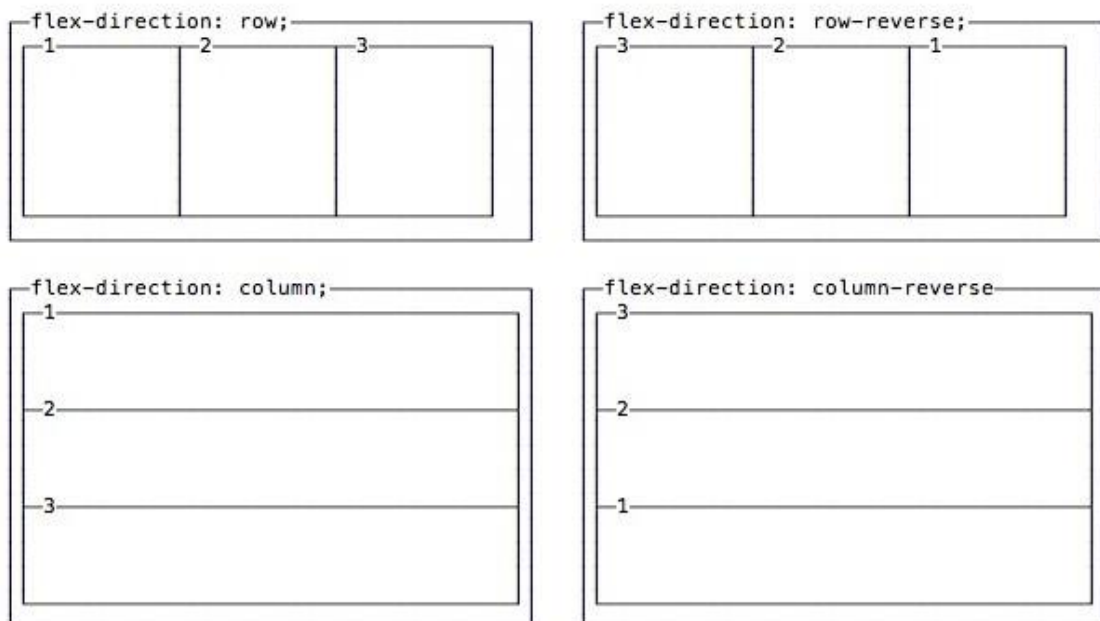 flex-direction: row;
1 2 3
flex-direction: row-reverse;
3 2 1
flex-direction: column;
1
2
3
flex-direction: column-reverse
3
2
1